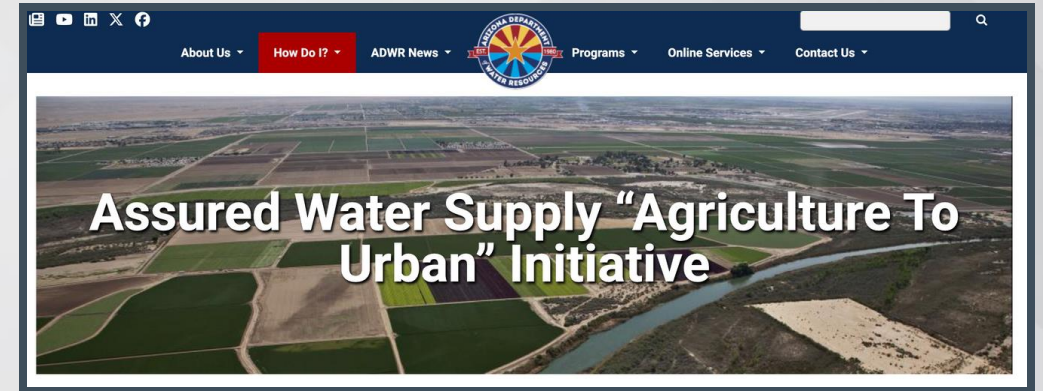 About Us
How Do I?
ADWR News
ARIZONA DEPARTMENT
EST. 1980
OF WATER RESOURCES
Programs
Online Services
Contact Us
Assured Water Supply “Agriculture To
Urban” Initiative